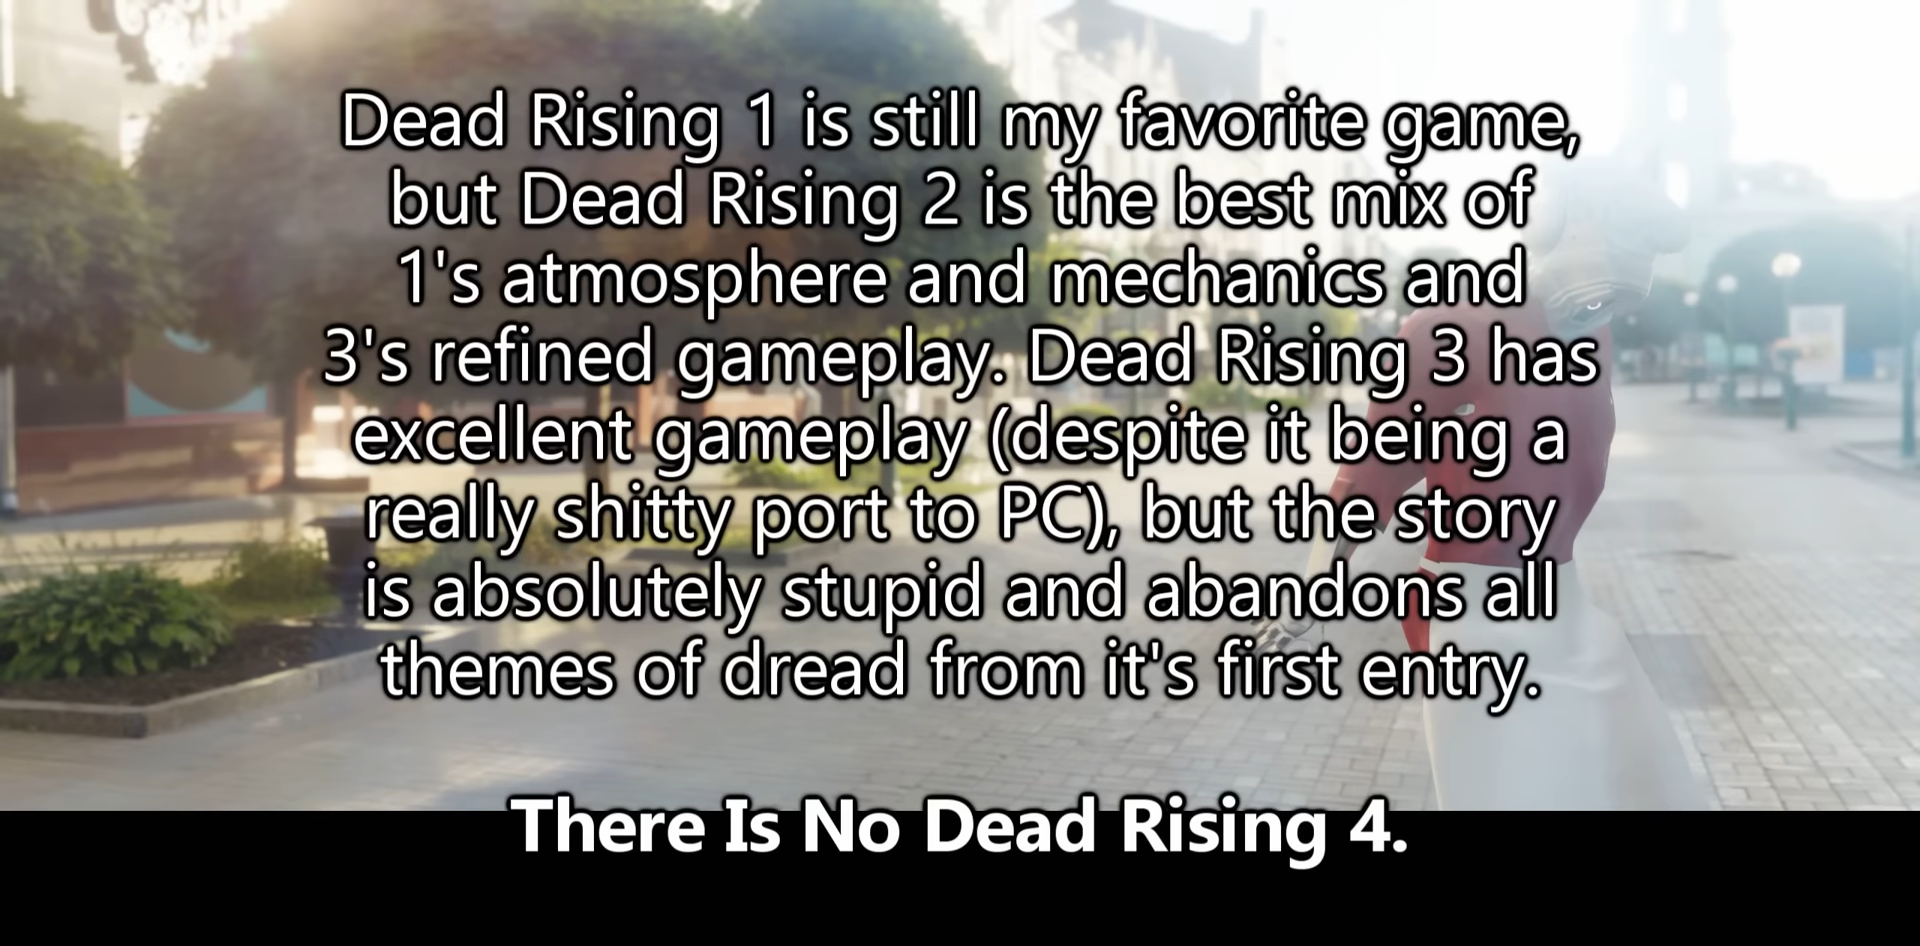 Dead Rising 1 is still my favorite game,
but Dead Rising 2 is the best mix of
1's atmosphere and mechanics and
3's refined gameplay. Dead Rising 3 has
excellent gameplay (despite it being a
really shitty port to PC), but the story
is absolutely stupid and abandons all
themes of dread from it's first entry.
There Is No Dead Rising 4.